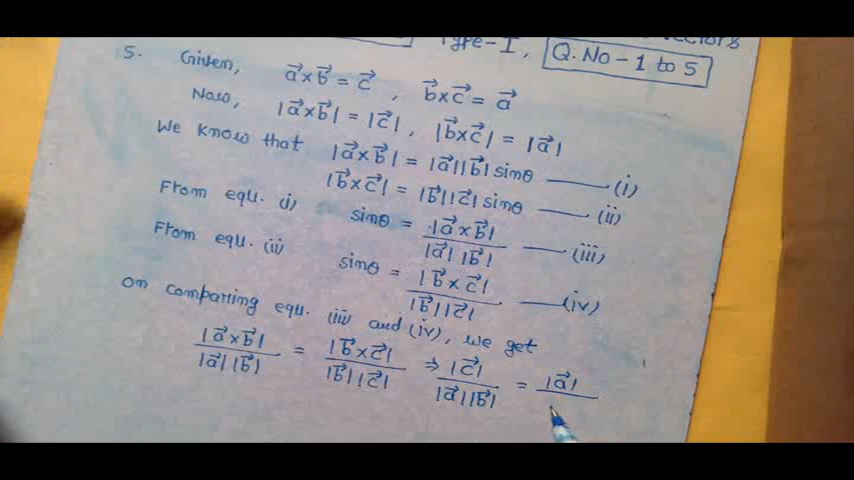 Type-I, Q. No - 1 to 5
5. Given, a⃗×b⃗ = c⃗ , b⃗×c⃗ = a⃗
Now, |a⃗×b⃗| = |c⃗| , |b⃗×c⃗| = |a⃗|
We know that |a⃗×b⃗| = |a⃗||b⃗| sinθ —— (i)
|b⃗×c⃗| = |b⃗||c⃗| sinθ —— (ii)
From equ. (i) sinθ = |a⃗×b⃗| / |a⃗| |b⃗| —— (iii)
From equ. (ii) sinθ = |b⃗×c⃗| / |b⃗||c⃗| —— (iv)
On comparing equ. (iii) and (iv), we get
|a⃗×b⃗| / |a⃗||b⃗| = |b⃗×c⃗| / |b⃗||c⃗| ⇒ |c⃗| / |a⃗||b⃗| = |a⃗| /